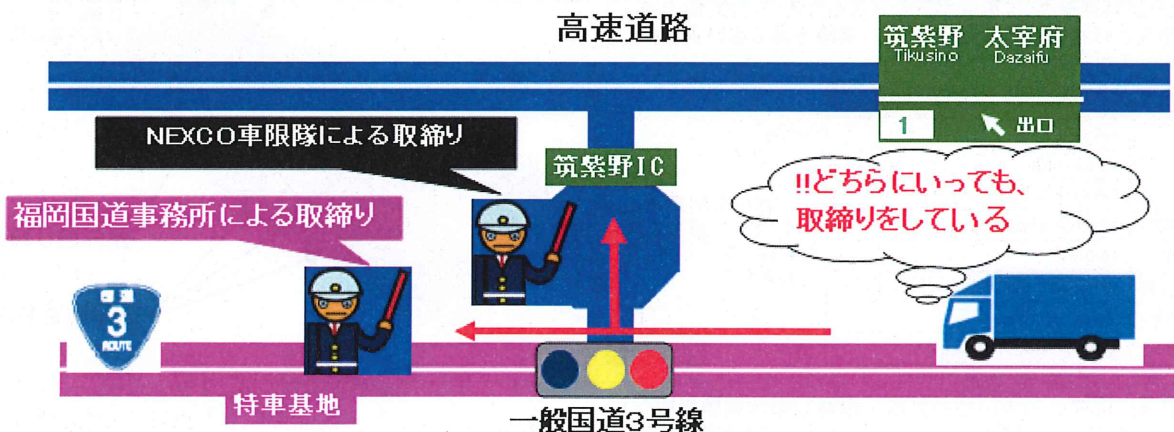 高速道路
筑紫野 太宰府
Tikusino Dazaifu
1 出口
NEXCO車限隊による取締り
筑紫野IC
!!どちらにいっても、
取締りをしている
福岡国道事務所による取締り
国道
3
ROUTE
特車基地
一般国道3号線